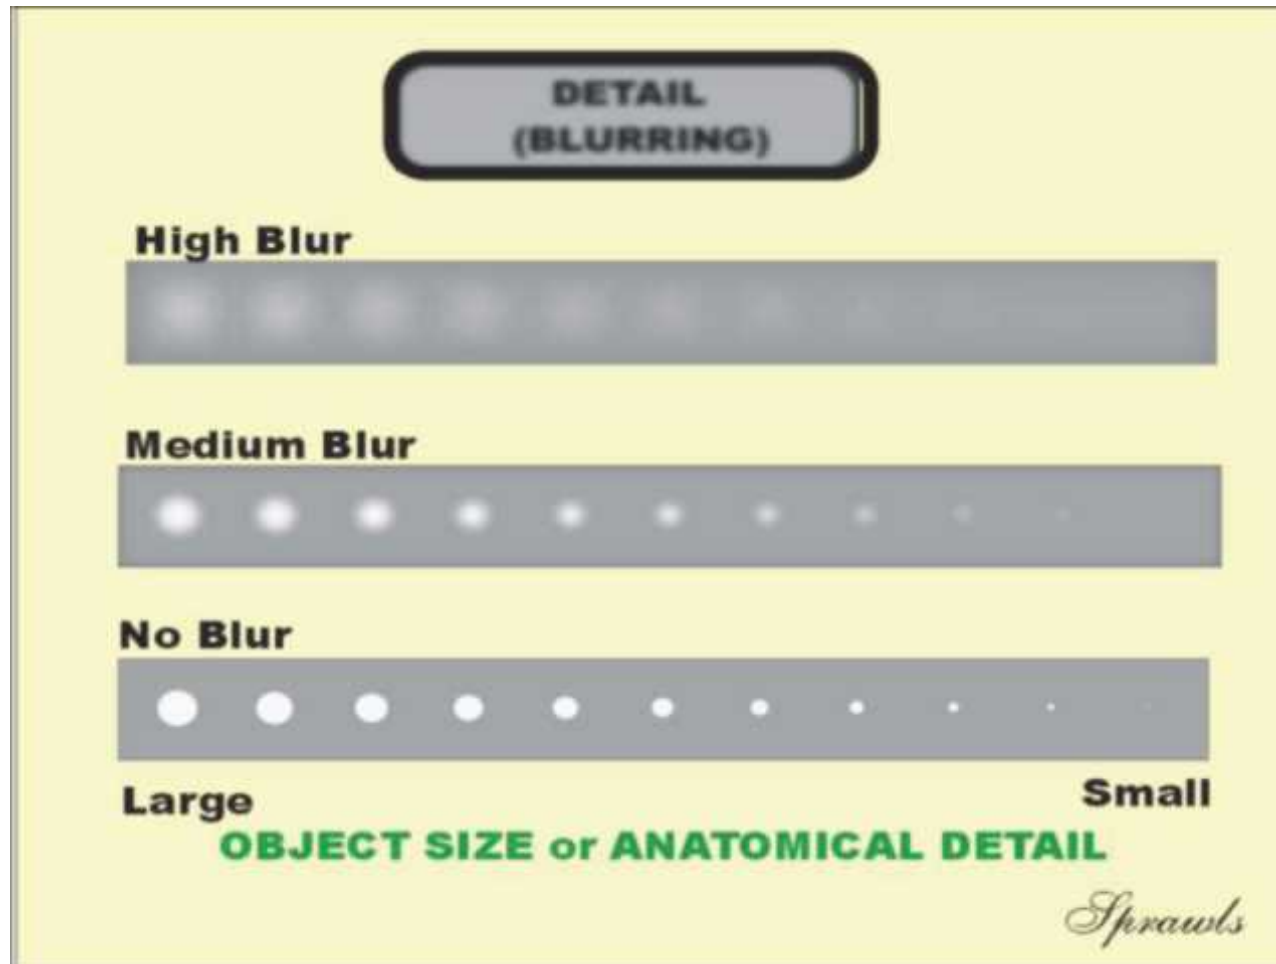 DETAIL
(BLURRING)
High Blur
Medium Blur
No Blur
Large
Small
OBJECT SIZE or ANATOMICAL DETAIL
Sprawls